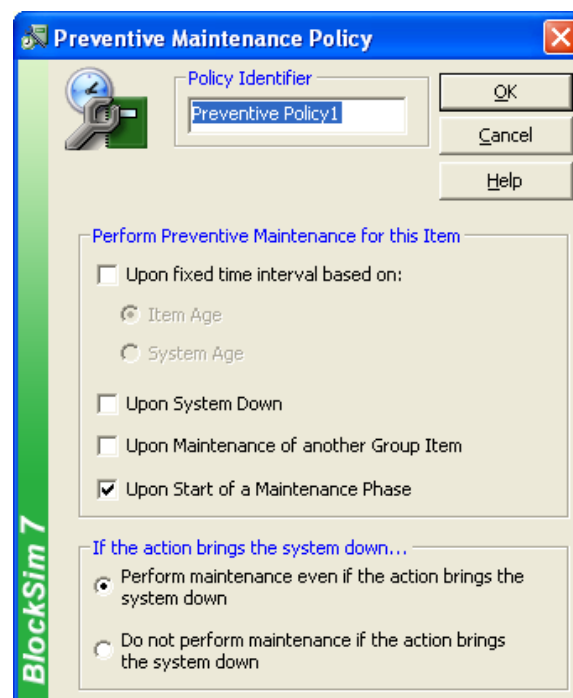 Preventive Maintenance Policy
Policy Identifier
Preventive Policy1
OK
Cancel
Help
Perform Preventive Maintenance for this Item
Upon fixed time interval based on:
Item Age
System Age
Upon System Down
Upon Maintenance of another Group Item
Upon Start of a Maintenance Phase
If the action brings the system down...
Perform maintenance even if the action brings the
system down
Do not perform maintenance if the action brings
the system down
BlockSim 7